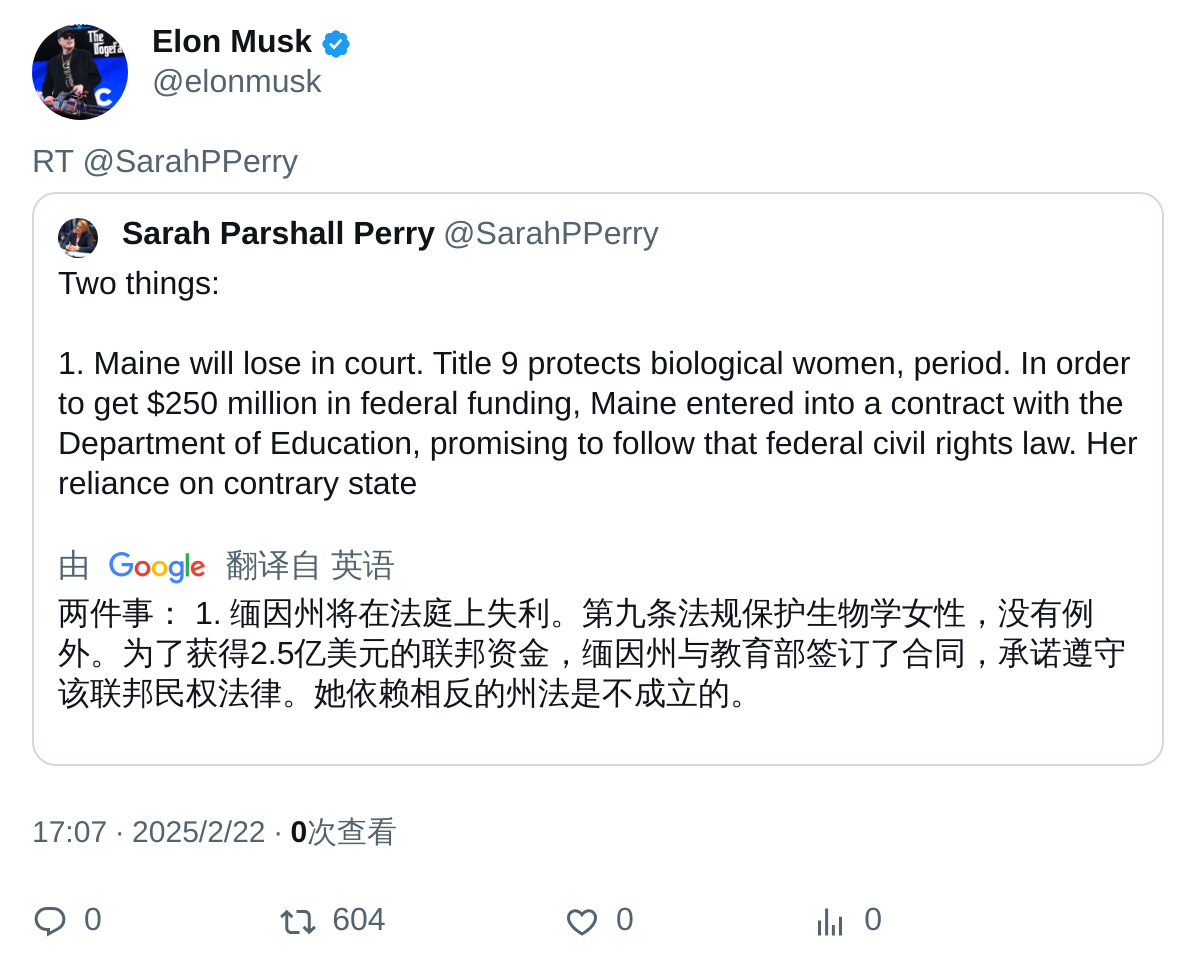 The
Dogefa
Elon Musk
@elonmusk
RT @SarahPPerry
Sarah Parshall Perry @SarahPPerry
Two things:
1. Maine will lose in court. Title 9 protects biological women, period. In order
to get $250 million in federal funding, Maine entered into a contract with the
Department of Education, promising to follow that federal civil rights law. Her
reliance on contrary state
由 Google 翻译自 英语
两件事： 1. 缅因州将在法庭上失利。第九条法规保护生物学女性，没有例
外。为了获得2.5亿美元的联邦资金，缅因州与教育部签订了合同，承诺遵守
该联邦民权法律。她依赖相反的州法是不成立的。
17:07 · 2025/2/22 · 0次查看
0 604 0 0